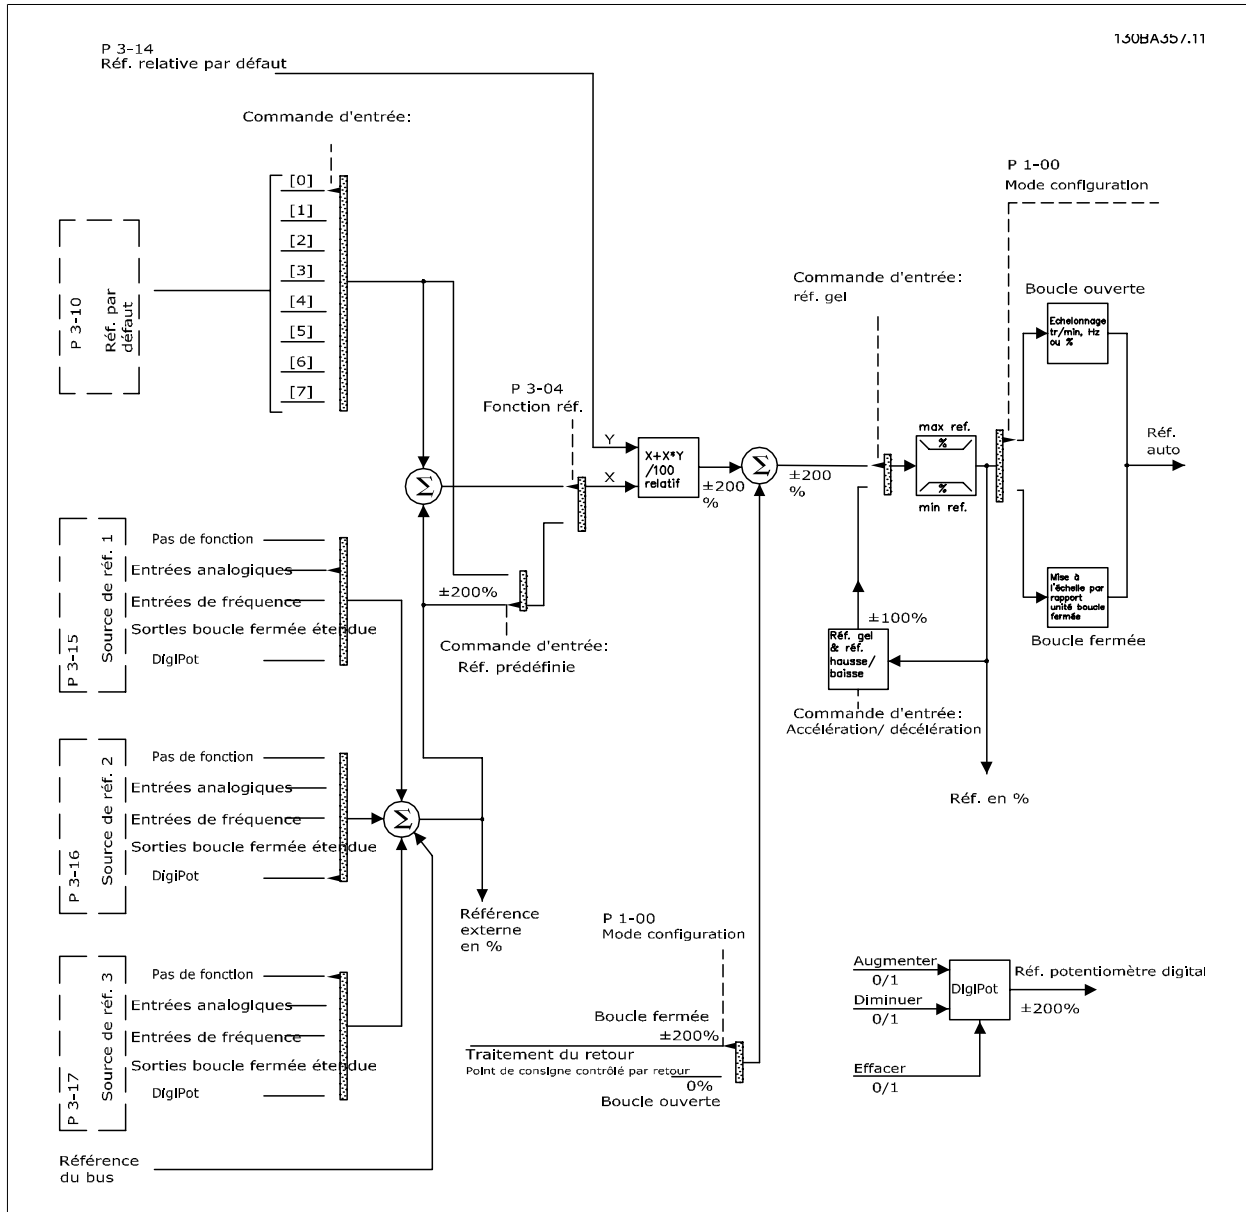 130BA357.11
P 3-14
Réf. relative par défaut
Commande d'entrée:
[0]
[1]
[2]
[3]
[4]
[5]
[6]
[7]
P 3-10
Réf. par
défaut
P 1-00
Mode configuration
Commande d'entrée:
réf. gel
Boucle ouverte
Echelonnage
tr/min, Hz
ou %
P 3-04
Fonction réf.
Y
X
X+X*Y
/100
relatif
±200
%
Σ
±200
%
max ref.
%
%
min ref.
Réf.
auto
Σ
P 3-15
Source de réf. 1
Pas de fonction
Entrées analogiques
Entrées de fréquence
Sorties boucle fermée étendue
DigiPot
±200%
Commande d'entrée:
Réf. prédéfinie
±100%
Réf. gel
& réf.
hausse/
baisse
Commande d'entrée:
Accélération/ décélération
Mise à
l'échelle par
rapport
unité boucle
fermée
Boucle fermée
Réf. en %
P 3-16
Source de réf. 2
Pas de fonction
Entrées analogiques
Entrées de fréquence
Sorties boucle fermée étendue
DigiPot
Σ
Référence
externe
en %
P 3-17
Source de réf. 3
Pas de fonction
Entrées analogiques
Entrées de fréquence
Sorties boucle fermée étendue
DigiPot
Référence
du bus
P 1-00
Mode configuration
Boucle fermée
±200%
Traitement du retour
Point de consigne contrôlé par retour
0%
Boucle ouverte
Augmenter
0/1
Diminuer
0/1
Effacer
0/1
DigiPot
Réf. potentiomètre digital
±200%